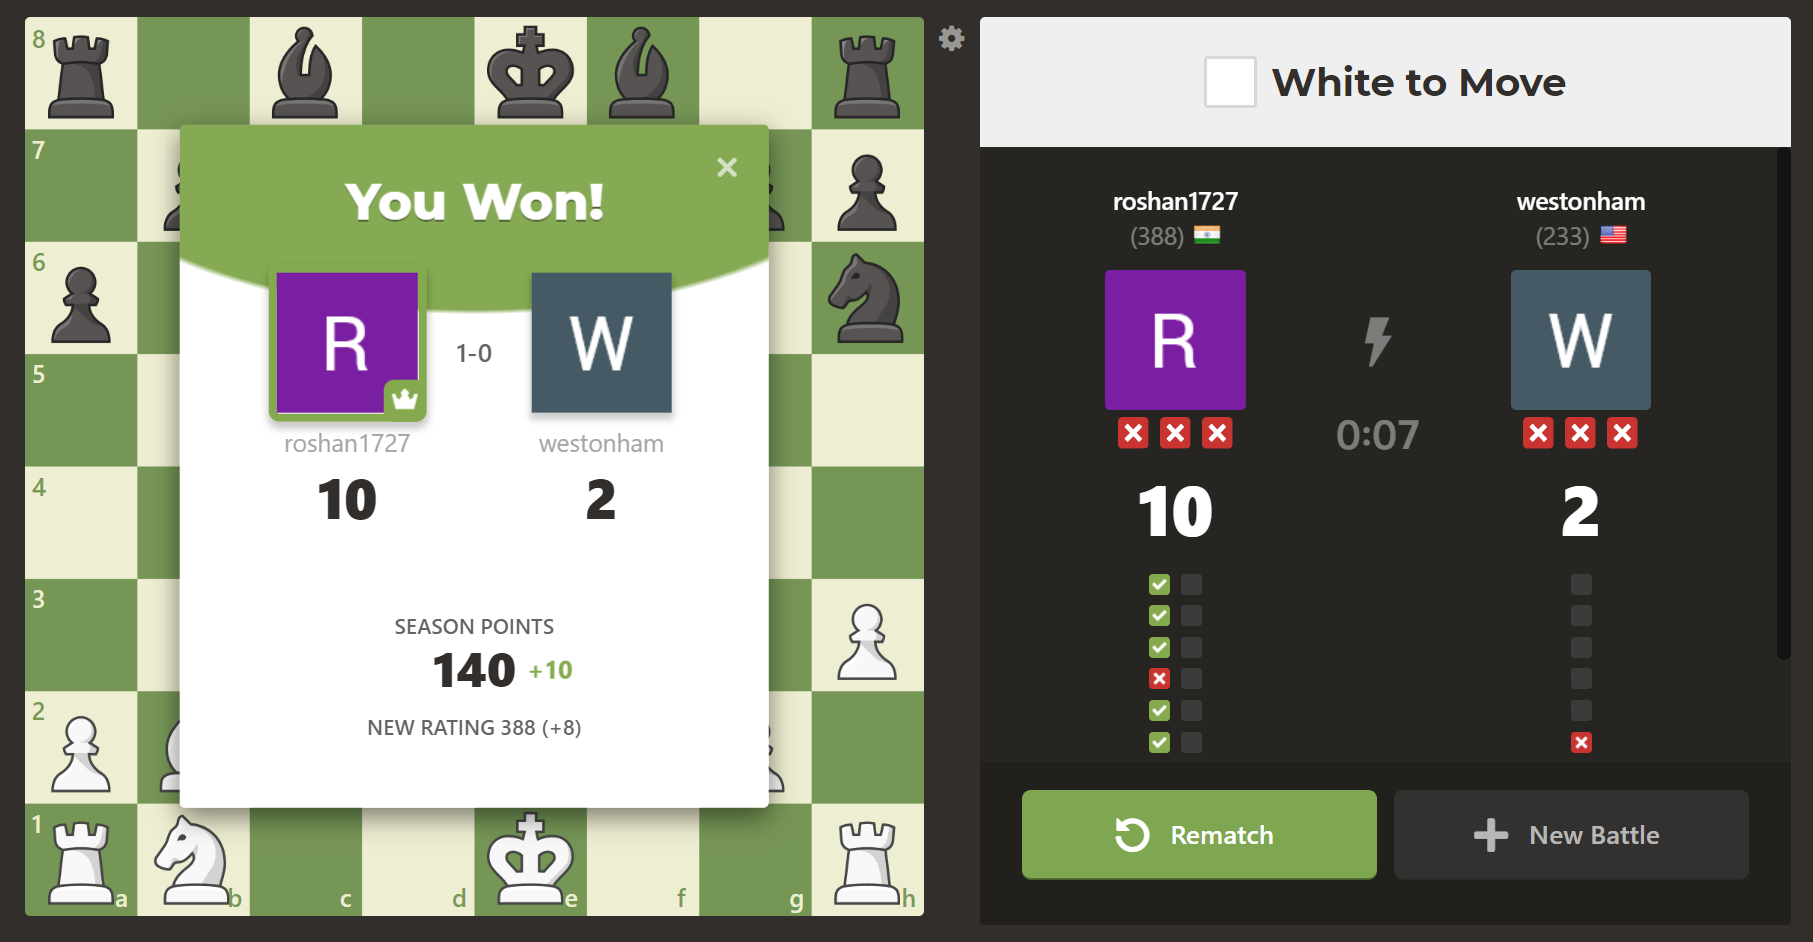 8
7
6
5
4
3
2
1
a
b
c
d
e
f
g
h
You Won!
R
1-0
W
roshan1727
westonham
10
2
SEASON POINTS
140 +10
NEW RATING 388 (+8)
White to Move
roshan1727
westonham
(388)
(233)
R
W
0:07
10
2
Rematch
New Battle